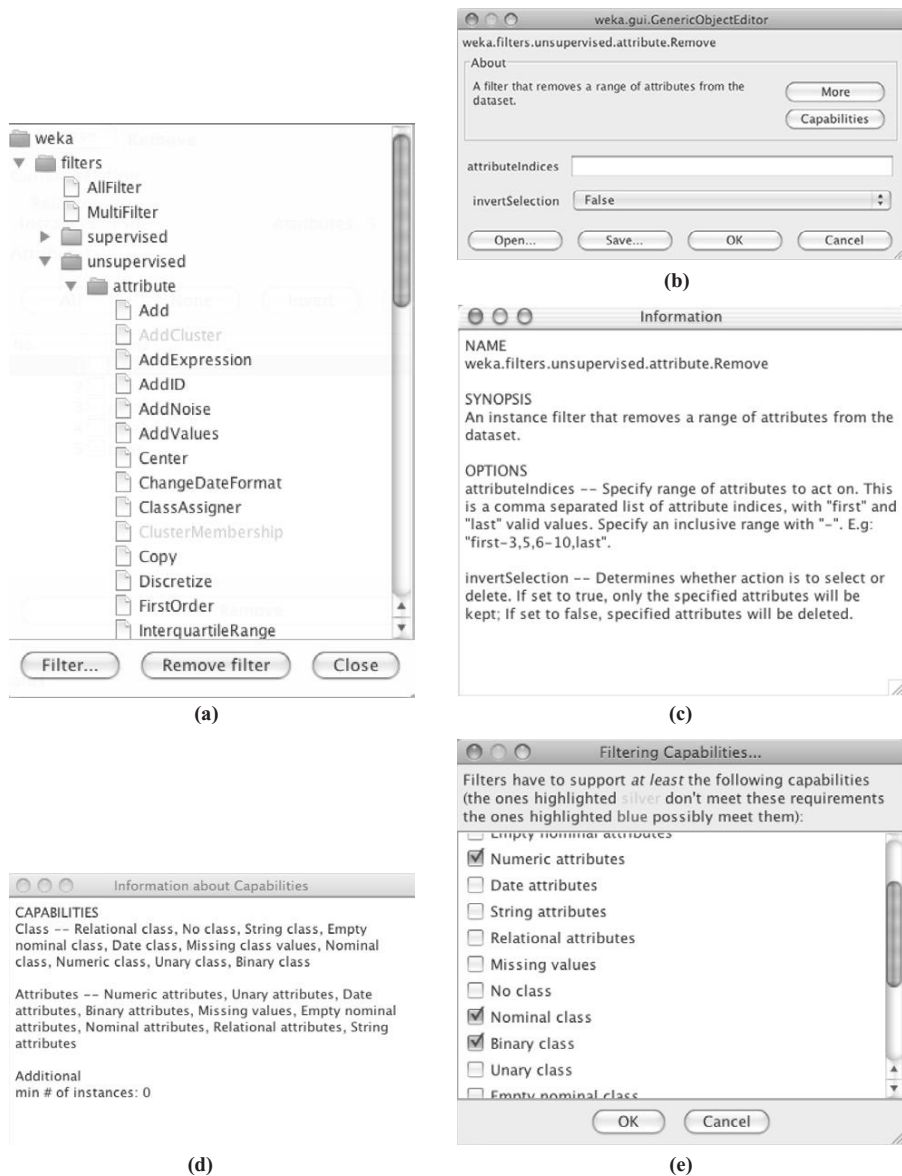 weka
filters
AllFilter
MultiFilter
supervised
unsupervised
attribute
Add
AddCluster
AddExpression
AddID
AddNoise
AddValues
Center
ChangeDateFormat
ClassAssigner
ClusterMembership
Copy
Discretize
FirstOrder
InterquartileRange
Filter... Remove filter Close
(a)
weka.gui.GenericObjectEditor
weka.filters.unsupervised.attribute.Remove
About
A filter that removes a range of attributes from the
dataset.
More
Capabilities
attributeIndices
invertSelection False
Open... Save... OK Cancel
(b)
Information
NAME
weka.filters.unsupervised.attribute.Remove
SYNOPSIS
An instance filter that removes a range of attributes from the
dataset.
OPTIONS
attributeIndices -- Specify range of attributes to act on. This
is a comma separated list of attribute indices, with "first" and
"last" valid values. Specify an inclusive range with "-". E.g:
"first-3,5,6-10,last".
invertSelection -- Determines whether action is to select or
delete. If set to true, only the specified attributes will be
kept; If set to false, specified attributes will be deleted.
(c)
Information about Capabilities
CAPABILITIES
Class -- Relational class, No class, String class, Empty
nominal class, Date class, Missing class values, Nominal
class, Numeric class, Unary class, Binary class
Attributes -- Numeric attributes, Unary attributes, Date
attributes, Binary attributes, Missing values, Empty nominal
attributes, Nominal attributes, Relational attributes, String
attributes
Additional
min # of instances: 0
(d)
Filtering Capabilities...
Filters have to support at least the following capabilities
(the ones highlighted silver don't meet these requirements
the ones highlighted blue possibly meet them):
Empty nominal attributes
Numeric attributes
Date attributes
String attributes
Relational attributes
Missing values
No class
Nominal class
Binary class
Unary class
Empty nominal class
OK Cancel
(e)